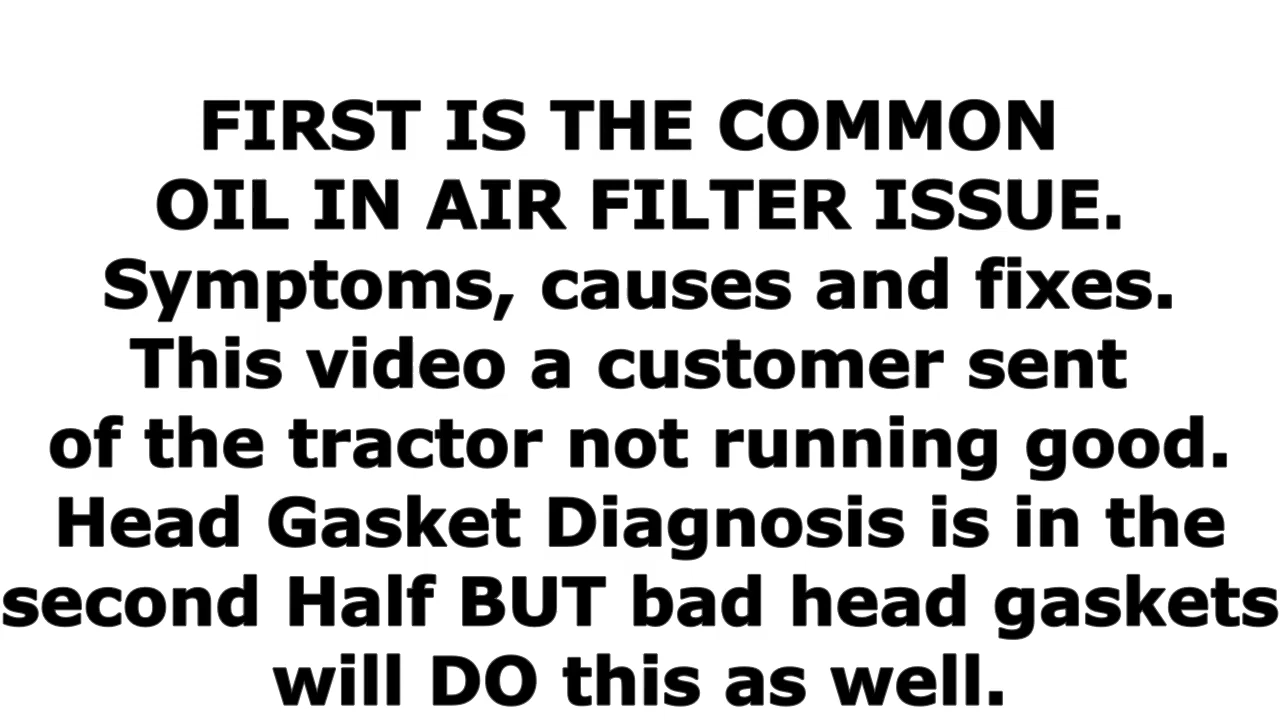 FIRST IS THE COMMON
OIL IN AIR FILTER ISSUE.
Symptoms, causes and fixes.
This video a customer sent
of the tractor not running good.
Head Gasket Diagnosis is in the
second Half BUT bad head gaskets
will DO this as well.